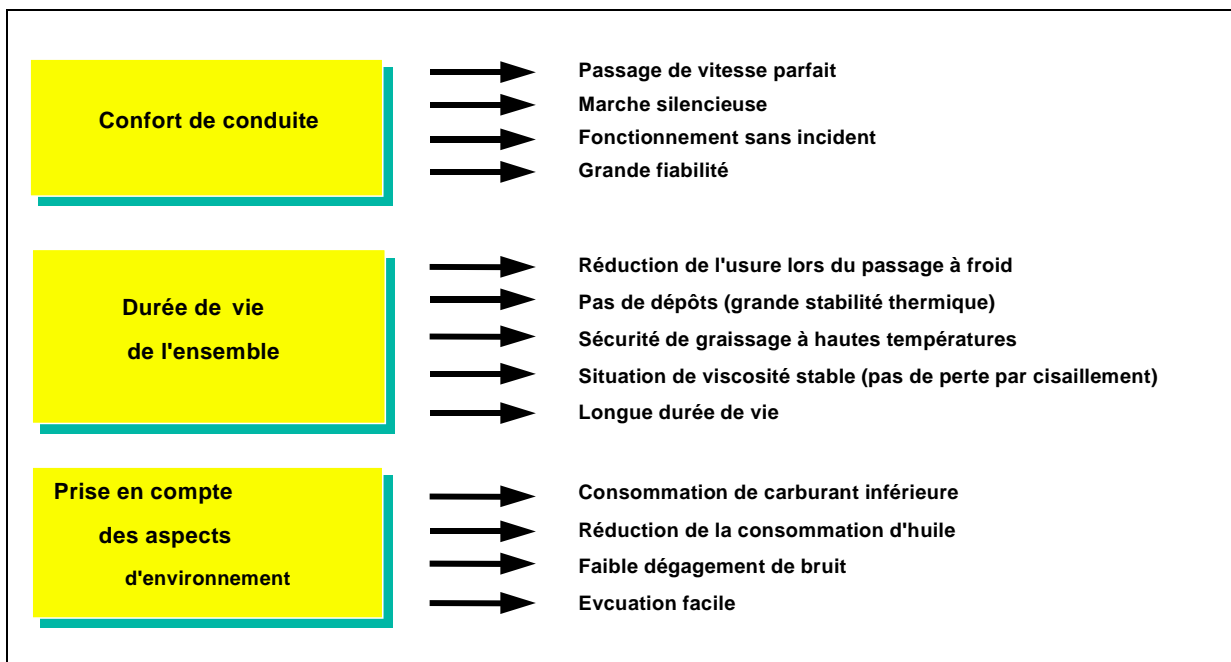 Confort de conduite
Passage de vitesse parfait
Marche silencieuse
Fonctionnement sans incident
Grande fiabilité
Durée de vie
de l'ensemble
Réduction de l'usure lors du passage à froid
Pas de dépôts (grande stabilité thermique)
Sécurité de graissage à hautes températures
Situation de viscosité stable (pas de perte par cisaillement)
Longue durée de vie
Prise en compte
des aspects
d'environnement
Consommation de carburant inférieure
Réduction de la consommation d'huile
Faible dégagement de bruit
Evcuation facile